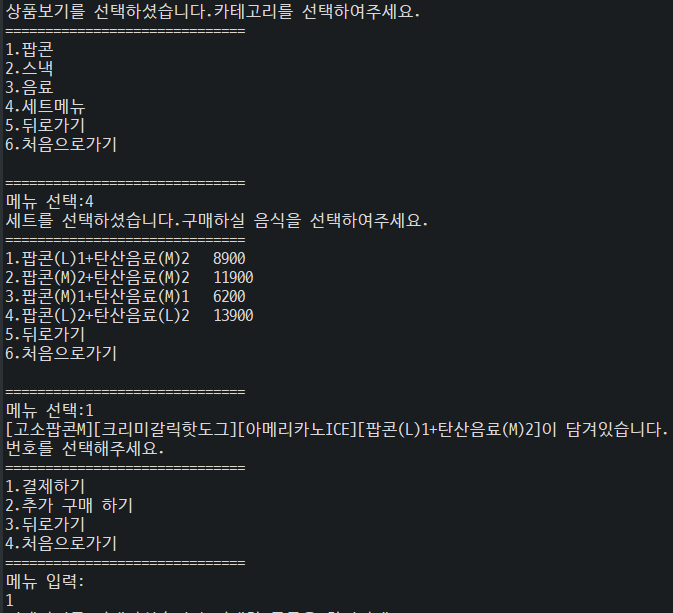 상품보기를 선택하셨습니다.카테고리를 선택하여주세요.
==============================
1.팝콘
2.스낵
3.음료
4.세트메뉴
5.뒤로가기
6.처음으로가기
==============================
메뉴 선택:4
세트를 선택하셨습니다.구매하실 음식을 선택하여주세요.
==============================
1.팝콘(L)1+탄산음료(M)2   8900
2.팝콘(M)2+탄산음료(M)2   11900
3.팝콘(M)1+탄산음료(M)1   6200
4.팝콘(L)2+탄산음료(L)2   13900
5.뒤로가기
6.처음으로가기
==============================
메뉴 선택:1
[고소팝콘M][크리미갈릭핫도그][아메리카노ICE][팝콘(L)1+탄산음료(M)2]이 담겨있습니다.
번호를 선택해주세요.
==============================
1.결제하기
2.추가 구매 하기
3.뒤로가기
4.처음으로가기
==============================
메뉴 입력:
1